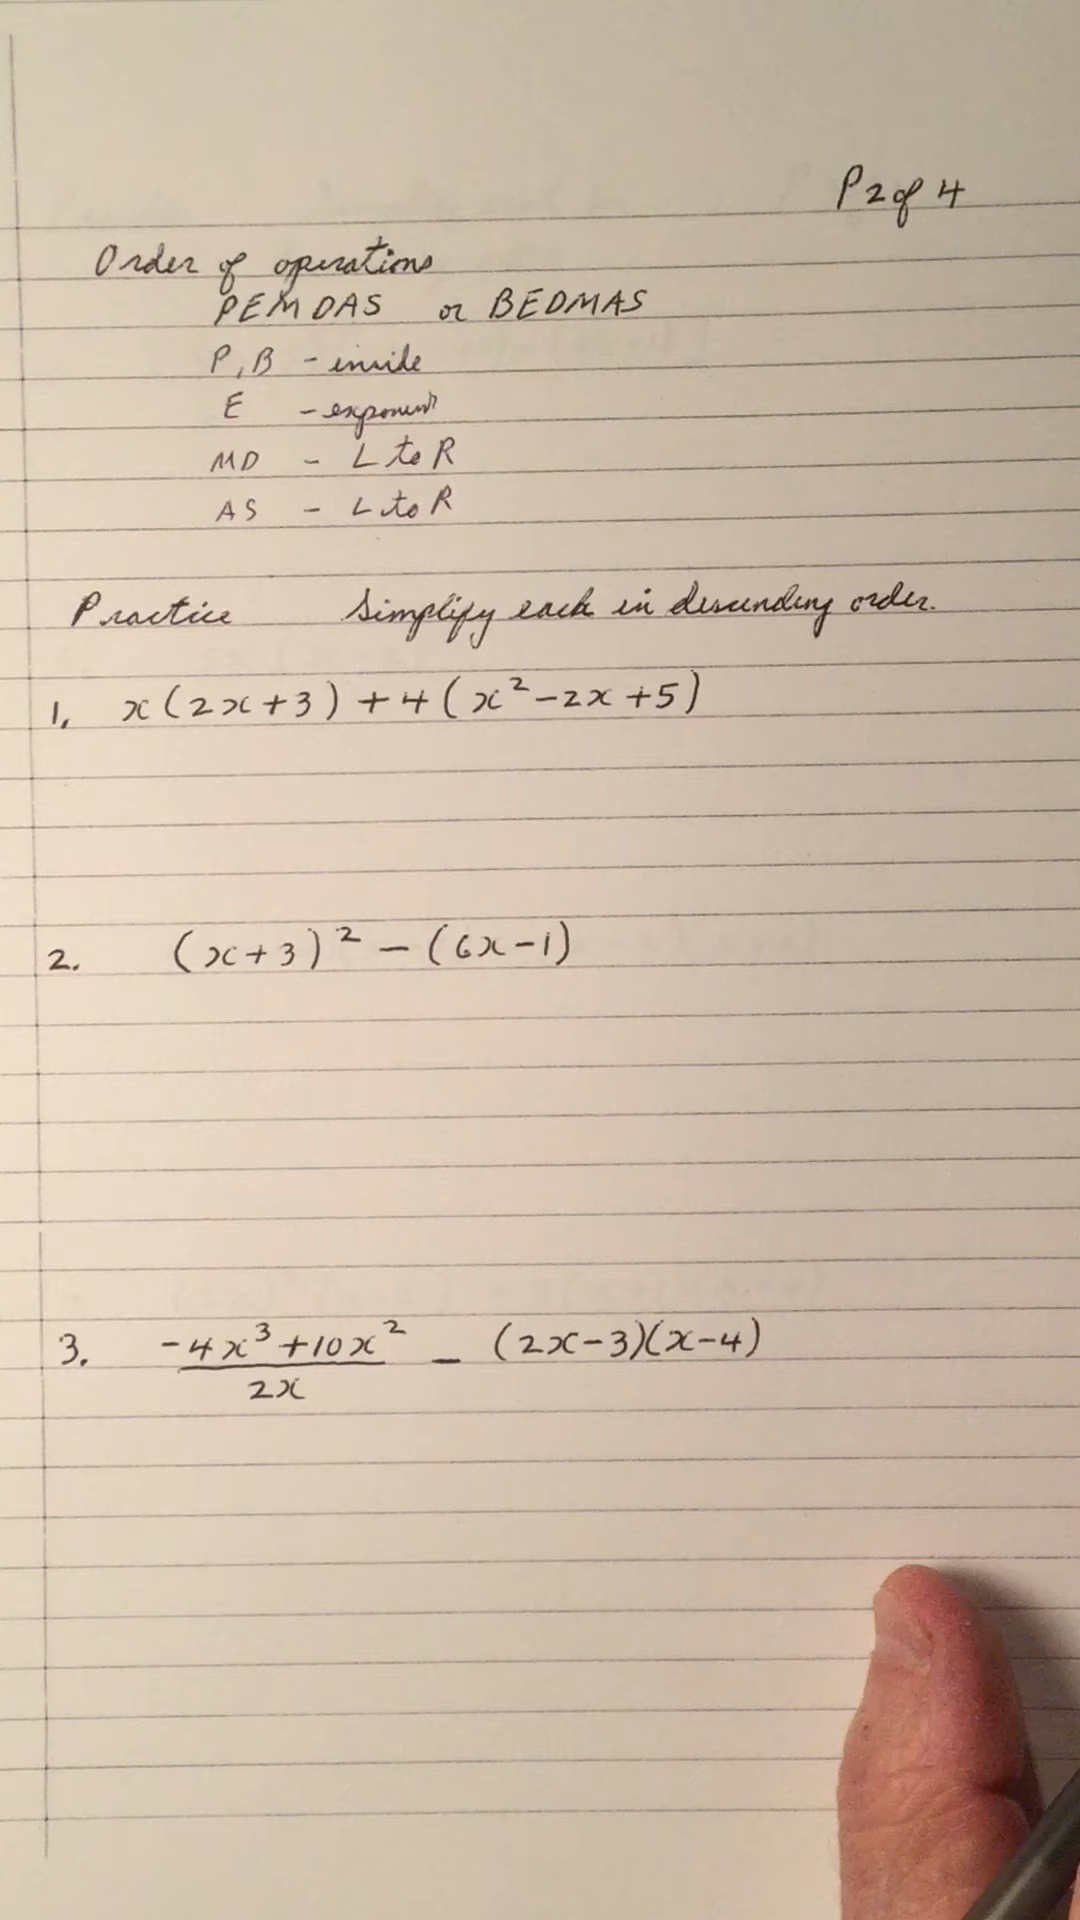 P 2 of 4
Order of operations
PEMDAS or BEDMAS
P, B - inside
E - exponent
MD - L to R
AS - L to R
Practice Simplify each in descending order.
1. x(2x+3)+4(x²-2x+5)
2. (x+3)² - (6x-1)
3. -4x³+10x² - (2x-3)(x-4)
2x